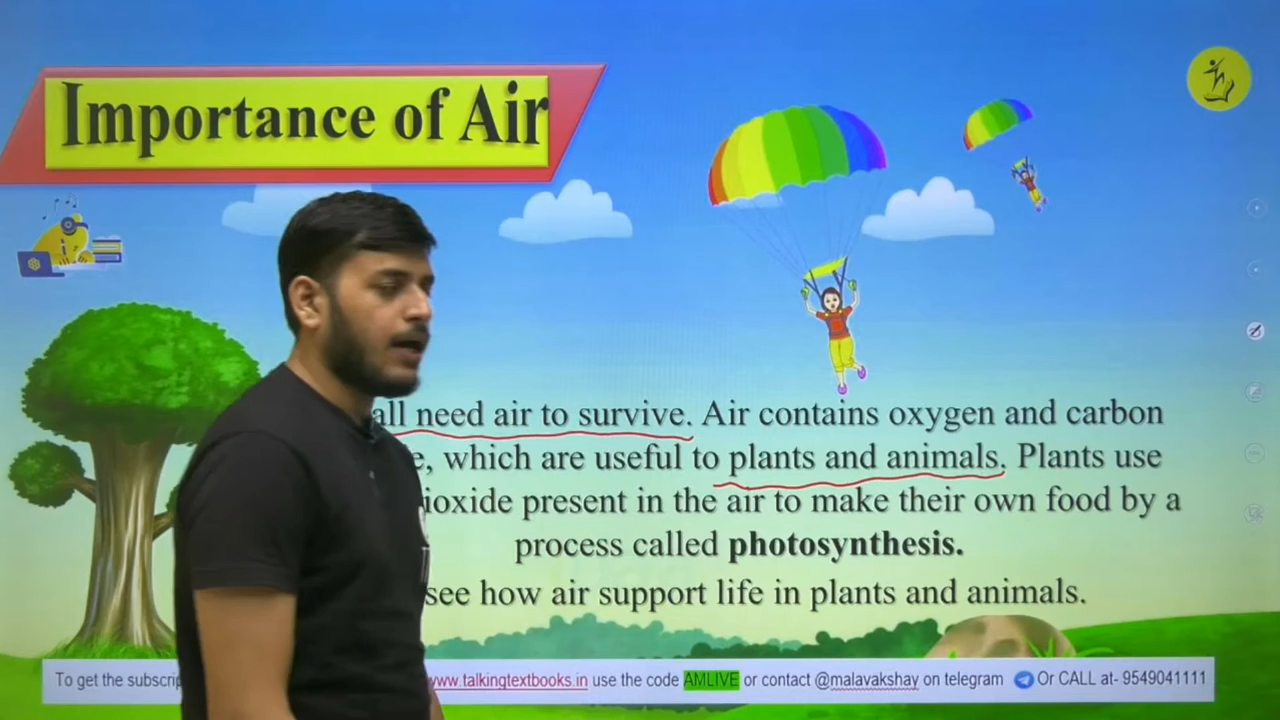 Importance of Air
all need air to survive. Air contains oxygen and carbon
e, which are useful to plants and animals. Plants use
ioxide present in the air to make their own food by a
process called photosynthesis.
see how air support life in plants and animals.
To get the subscrip www.talkingtextbooks.in use the code AMLIVE or contact @malavakshay on telegram Or CALL at- 9549041111